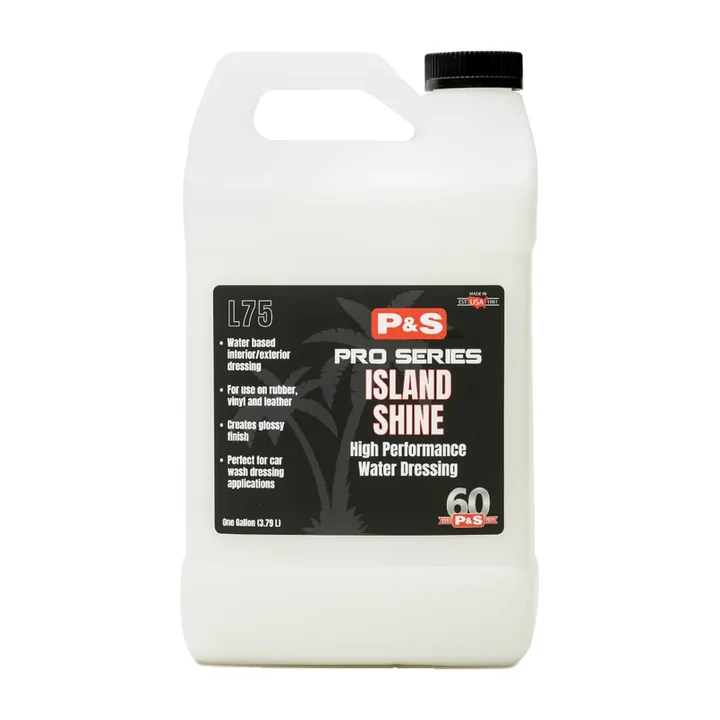 L75
• Water based
interior/exterior
dressing
• For use on rubber,
vinyl and leather
• Creates glossy
finish
• Perfect for car
wash dressing
applications
One Gallon (3.79 L)
MADE IN
EST USA 1961
P&S
PRO SERIES
ISLAND
SHINE
High Performance
Water Dressing
60
P&S